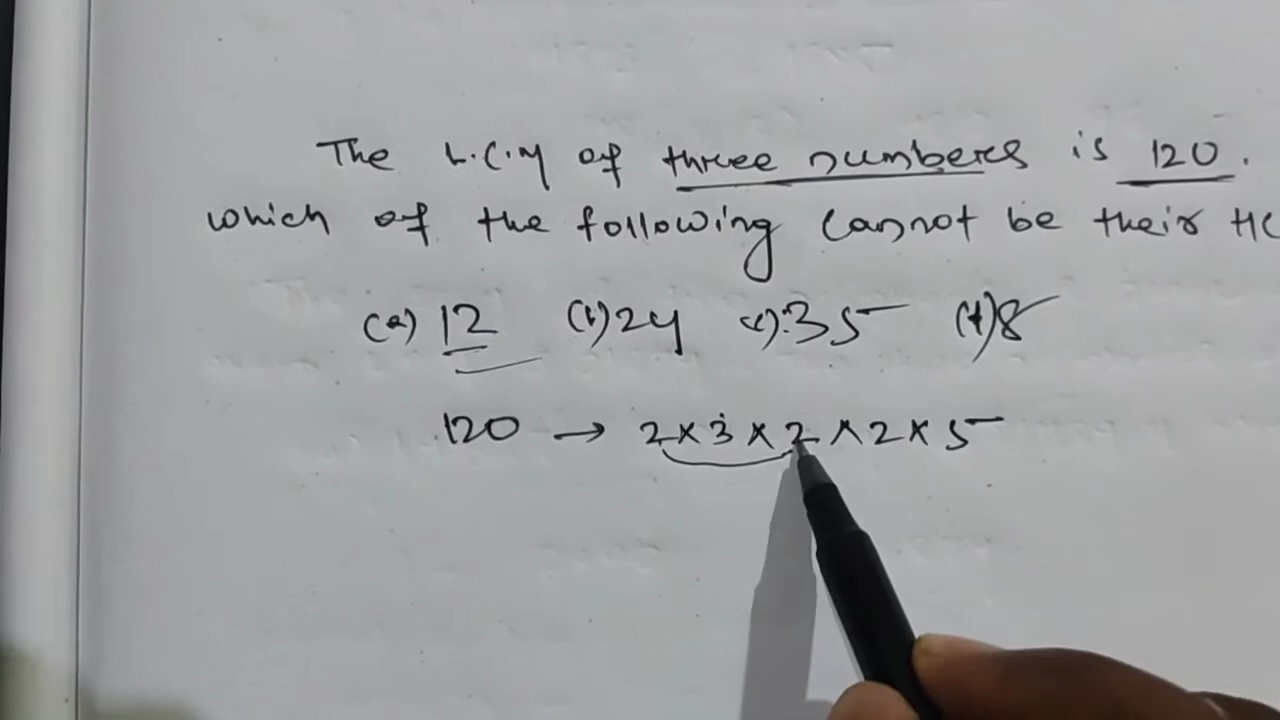 The L.C.M of three numbers is 120.
which of the following cannot be their HC
(a) 12 (b) 24 (c) 35 (d) 8
120 → 2 × 3 × 2 × 2 × 5